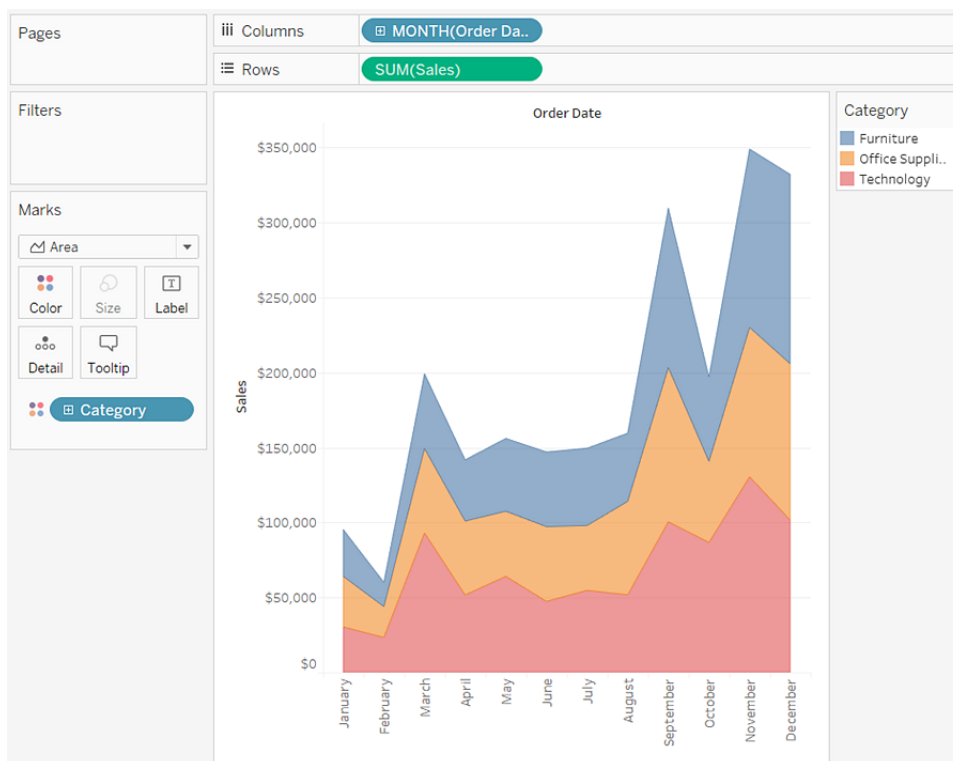 Pages
Columns
MONTH(Order Da..
Rows
SUM(Sales)
Filters
Marks
Area
Color
Size
T
Label
Detail
Tooltip
Category
Order Date
Sales
$350,000
$300,000
$250,000
$200,000
$150,000
$100,000
$50,000
$0
January
February
March
April
May
June
July
August
September
October
November
December
Category
Furniture
Office Suppli..
Technology